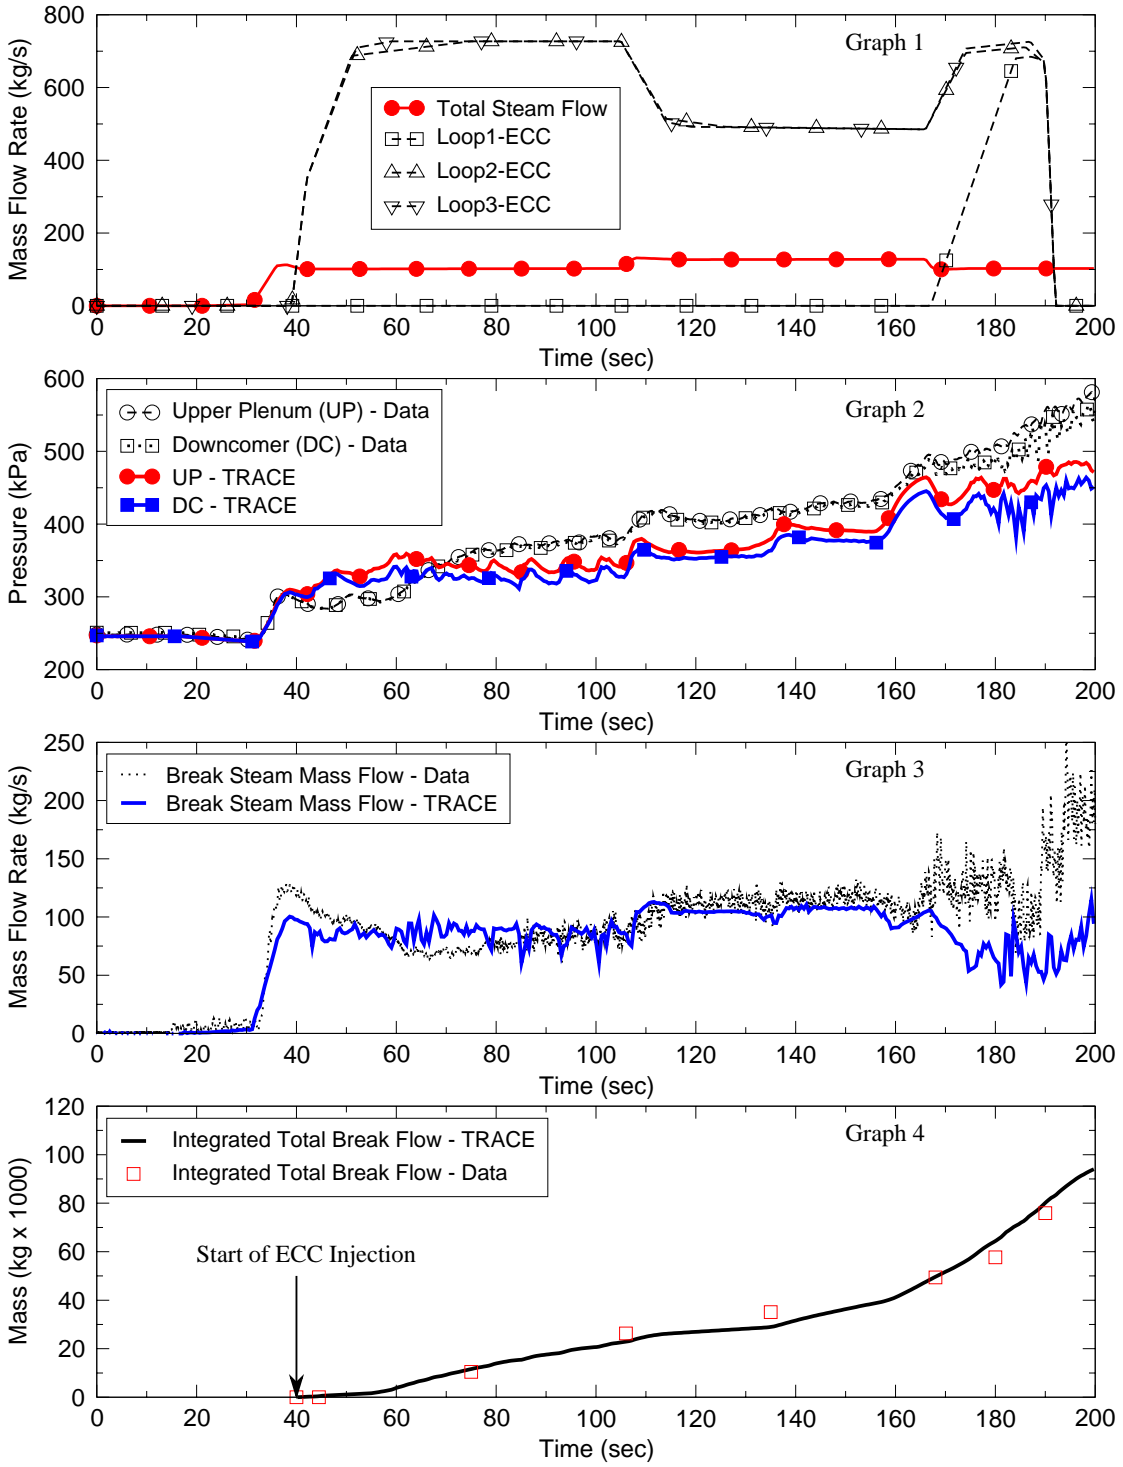 800
600
400
200
0
Mass Flow Rate (kg/s)
Graph 1
Total Steam Flow
Loop1-ECC
Loop2-ECC
Loop3-ECC
0 20 40 60 80 100 120 140 160 180 200
Time (sec)
600
500
400
300
200
Pressure (kPa)
Graph 2
Upper Plenum (UP) - Data
Downcomer (DC) - Data
UP - TRACE
DC - TRACE
0 20 40 60 80 100 120 140 160 180 200
Time (sec)
250
200
150
100
50
0
Mass Flow Rate (kg/s)
Graph 3
Break Steam Mass Flow - Data
Break Steam Mass Flow - TRACE
0 20 40 60 80 100 120 140 160 180 200
Time (sec)
120
100
80
60
40
20
0
Mass (kg x 1000)
Graph 4
Integrated Total Break Flow - TRACE
Integrated Total Break Flow - Data
Start of ECC Injection
0 20 40 60 80 100 120 140 160 180 200
Time (sec)